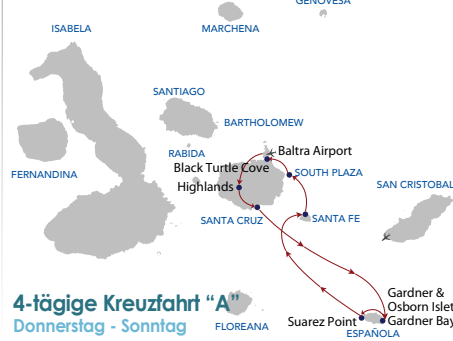 GENOVESA
ISABELA
MARCHENA
SANTIAGO
BARTHOLOMEW
RABIDA
Baltra Airport
Black Turtle Cove
SOUTH PLAZA
FERNANDINA
Highlands
SAN CRISTOBAL
SANTA CRUZ
SANTA FE
4-tägige Kreuzfahrt “A”
Donnerstag - Sonntag
FLOREANA
Gardner &
Osborn Islet
Suarez Point
Gardner Bay
ESPAÑOLA